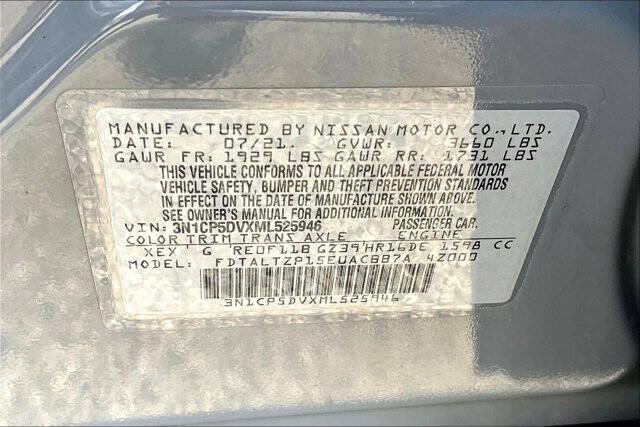 MANUFACTURED BY NISSAN MOTOR CO., LTD.
DATE: 07/21 GVWR: 3660 LBS
GAWR FR: 1929 LBS GAWR RR: 1731 LBS
THIS VEHICLE CONFORMS TO ALL APPLICABLE FEDERAL MOTOR
VEHICLE SAFETY, BUMPER AND THEFT PREVENTION STANDARDS
IN EFFECT ON THE DATE OF MANUFACTURE SHOWN ABOVE.
SEE OWNER'S MANUAL FOR ADDITIONAL INFORMATION
VIN: 3N1CP5DVXML525946 PASSENGER CAR.
COLOR TRIM TRANS AXLE ENGINE
XEX G RE0F11B GZ39 HR16DE 1598 CC
MODEL: FDTALTZP15EUACBB7A 4Z000
3N1CP5DVXML525946